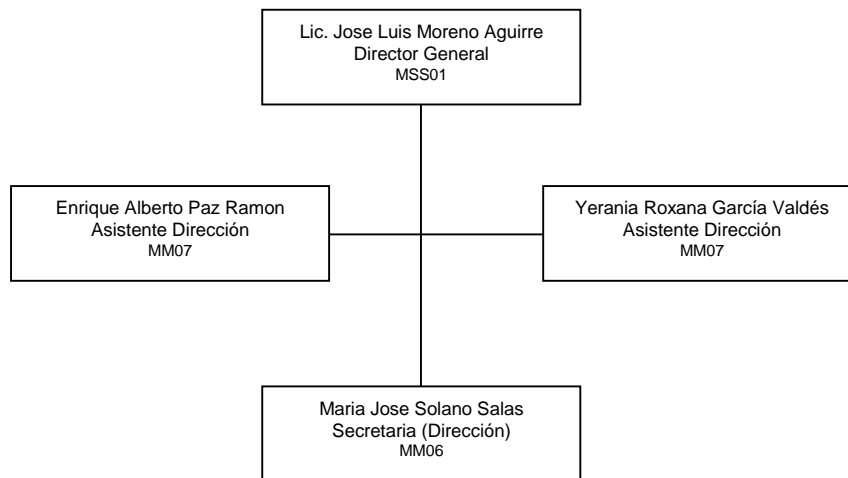 Lic. Jose Luis Moreno Aguirre
Director General
MSS01
Enrique Alberto Paz Ramon
Asistente Dirección
MM07
Yerania Roxana García Valdés
Asistente Dirección
MM07
Maria Jose Solano Salas
Secretaria (Dirección)
MM06